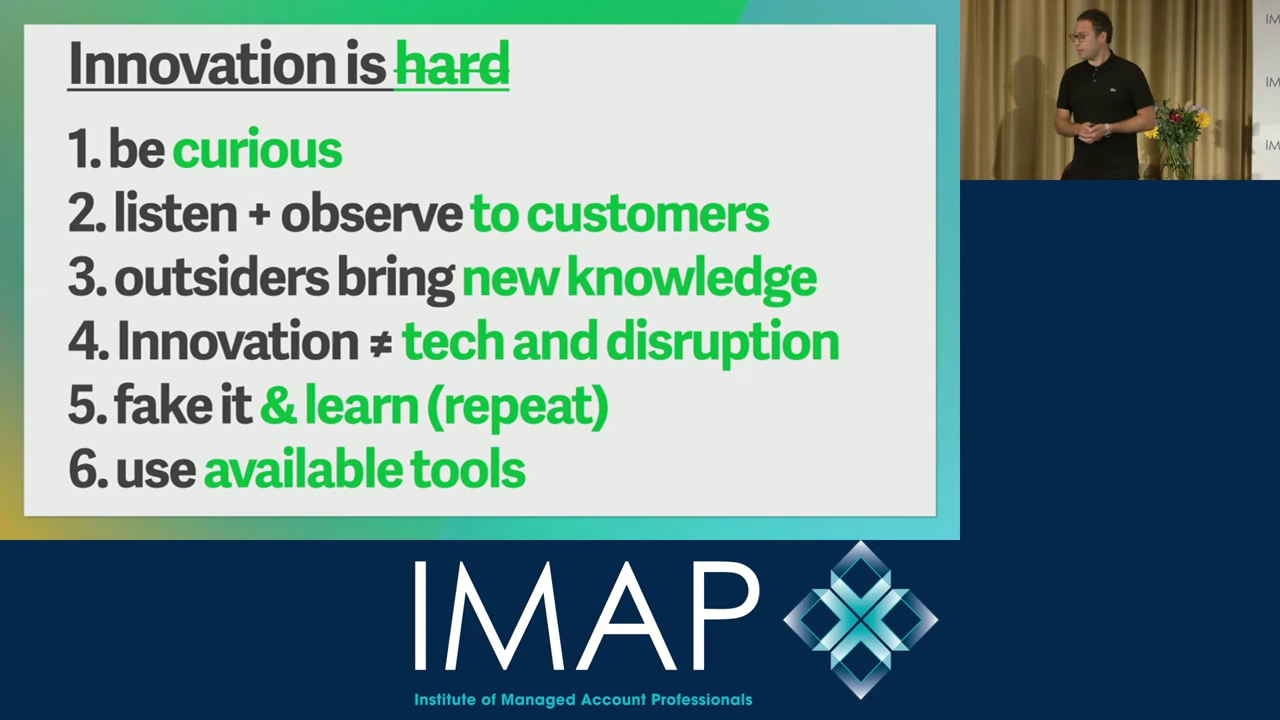 Innovation is hard
1. be curious
2. listen + observe to customers
3. outsiders bring new knowledge
4. Innovation ≠ tech and disruption
5. fake it & learn (repeat)
6. use available tools
IMAP
Institute of Managed Account Professionals